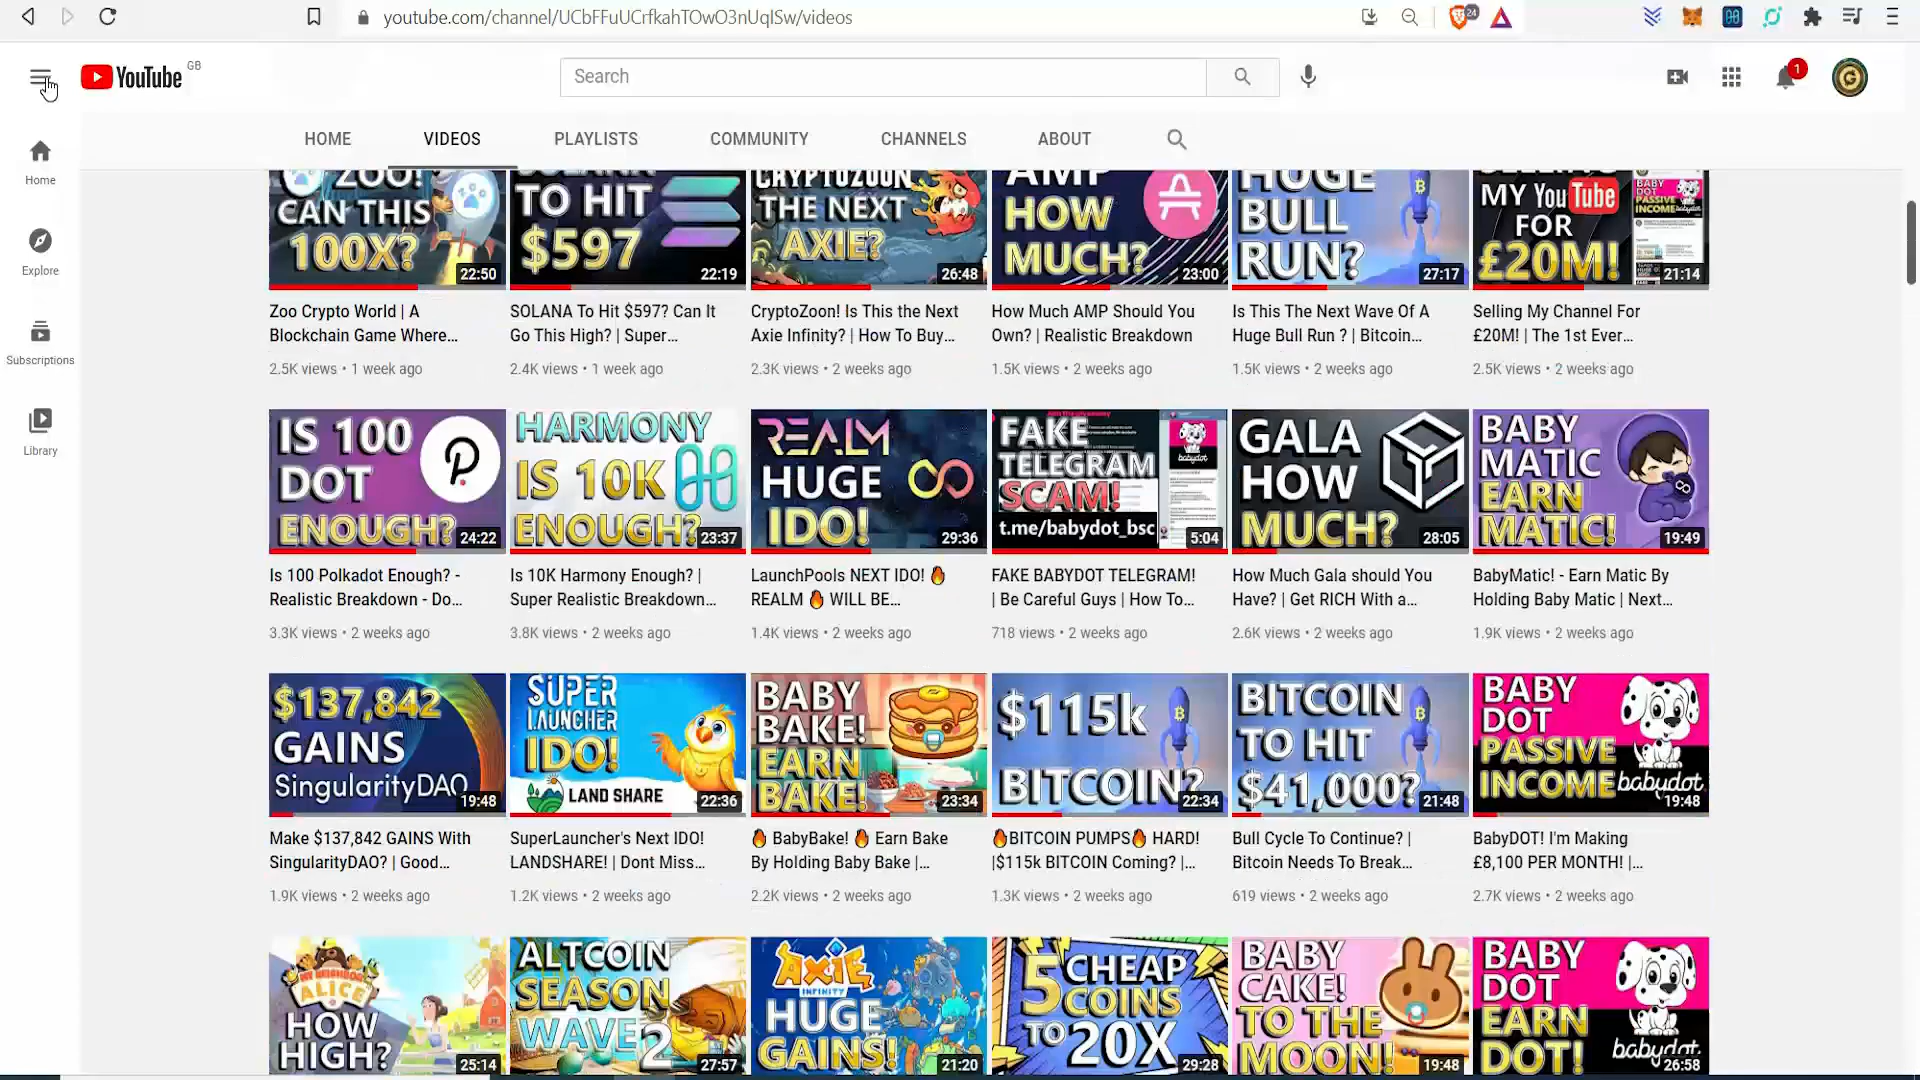 youtube.com/channel/UCbFFuUCrfkahTOwO3nUqISw/videos
24
YouTube GB
Search
1
HOME VIDEOS PLAYLISTS COMMUNITY CHANNELS ABOUT
Home
Explore
Subscriptions
Library
ZOO!
CAN THIS
100X?
22:50
TO HIT
$597
22:19
CRYPTOZOON
THE NEXT
AXIE?
26:48
AMP
HOW
MUCH?
23:00
HUGE
BULL
RUN?
27:17
MY YouTube
FOR
£20M!
21:14
Zoo Crypto World | A
Blockchain Game Where...
2.5K views • 1 week ago
SOLANA To Hit $597? Can It
Go This High? | Super...
2.4K views • 1 week ago
CryptoZoon! Is This the Next
Axie Infinity? | How To Buy...
2.3K views • 2 weeks ago
How Much AMP Should You
Own? | Realistic Breakdown
1.5K views • 2 weeks ago
Is This The Next Wave Of A
Huge Bull Run ? | Bitcoin...
1.5K views • 2 weeks ago
Selling My Channel For
£20M! | The 1st Ever...
2.5K views • 2 weeks ago
IS 100
DOT
ENOUGH?
24:22
HARMONY
IS 10K
ENOUGH?
23:37
REALM
HUGE
IDO!
29:36
FAKE
TELEGRAM
SCAM!
t.me/babydot_bsc
babydot
5:04
GALA
HOW
MUCH?
28:05
BABY
MATIC
EARN
MATIC!
19:49
Is 100 Polkadot Enough? -
Realistic Breakdown - Do...
3.3K views • 2 weeks ago
Is 10K Harmony Enough? |
Super Realistic Breakdown...
3.8K views • 2 weeks ago
LaunchPools NEXT IDO! 🔥
REALM 🔥 WILL BE...
1.4K views • 2 weeks ago
FAKE BABYDOT TELEGRAM!
| Be Careful Guys | How To...
718 views • 2 weeks ago
How Much Gala should You
Have? | Get RICH With a...
2.6K views • 2 weeks ago
BabyMatic! - Earn Matic By
Holding Baby Matic | Next...
1.9K views • 2 weeks ago
$137,842
GAINS
SingularityDAO
19:48
SUPER
LAUNCHER
IDO!
LAND SHARE
22:36
BABY
BAKE!
EARN
BAKE!
23:34
$115k
BITCOIN?
22:34
BITCOIN
TO HIT
$41,000?
21:48
BABY
DOT
PASSIVE
INCOME
babydot
19:48
Make $137,842 GAINS With
SingularityDAO? | Good...
1.9K views • 2 weeks ago
SuperLauncher's Next IDO!
LANDSHARE! | Dont Miss...
1.2K views • 2 weeks ago
🔥 BabyBake! 🔥 Earn Bake
By Holding Baby Bake |...
2.2K views • 2 weeks ago
🔥BITCOIN PUMPS🔥 HARD!
|$115k BITCOIN Coming? |...
1.3K views • 2 weeks ago
Bull Cycle To Continue? |
Bitcoin Needs To Break...
619 views • 2 weeks ago
BabyDOT! I'm Making
£8,100 PER MONTH! |...
2.7K views • 2 weeks ago
MY NEIGHBOR
ALICE
HOW
HIGH?
25:14
ALTCOIN
SEASON
WAVE 2
27:57
AXIE
INFINITY
HUGE
GAINS!
21:20
5 CHEAP
COINS
TO 20X
29:28
BABY
CAKE!
TO THE
MOON!
19:48
BABY
DOT
EARN
DOT!
babydot
26:58